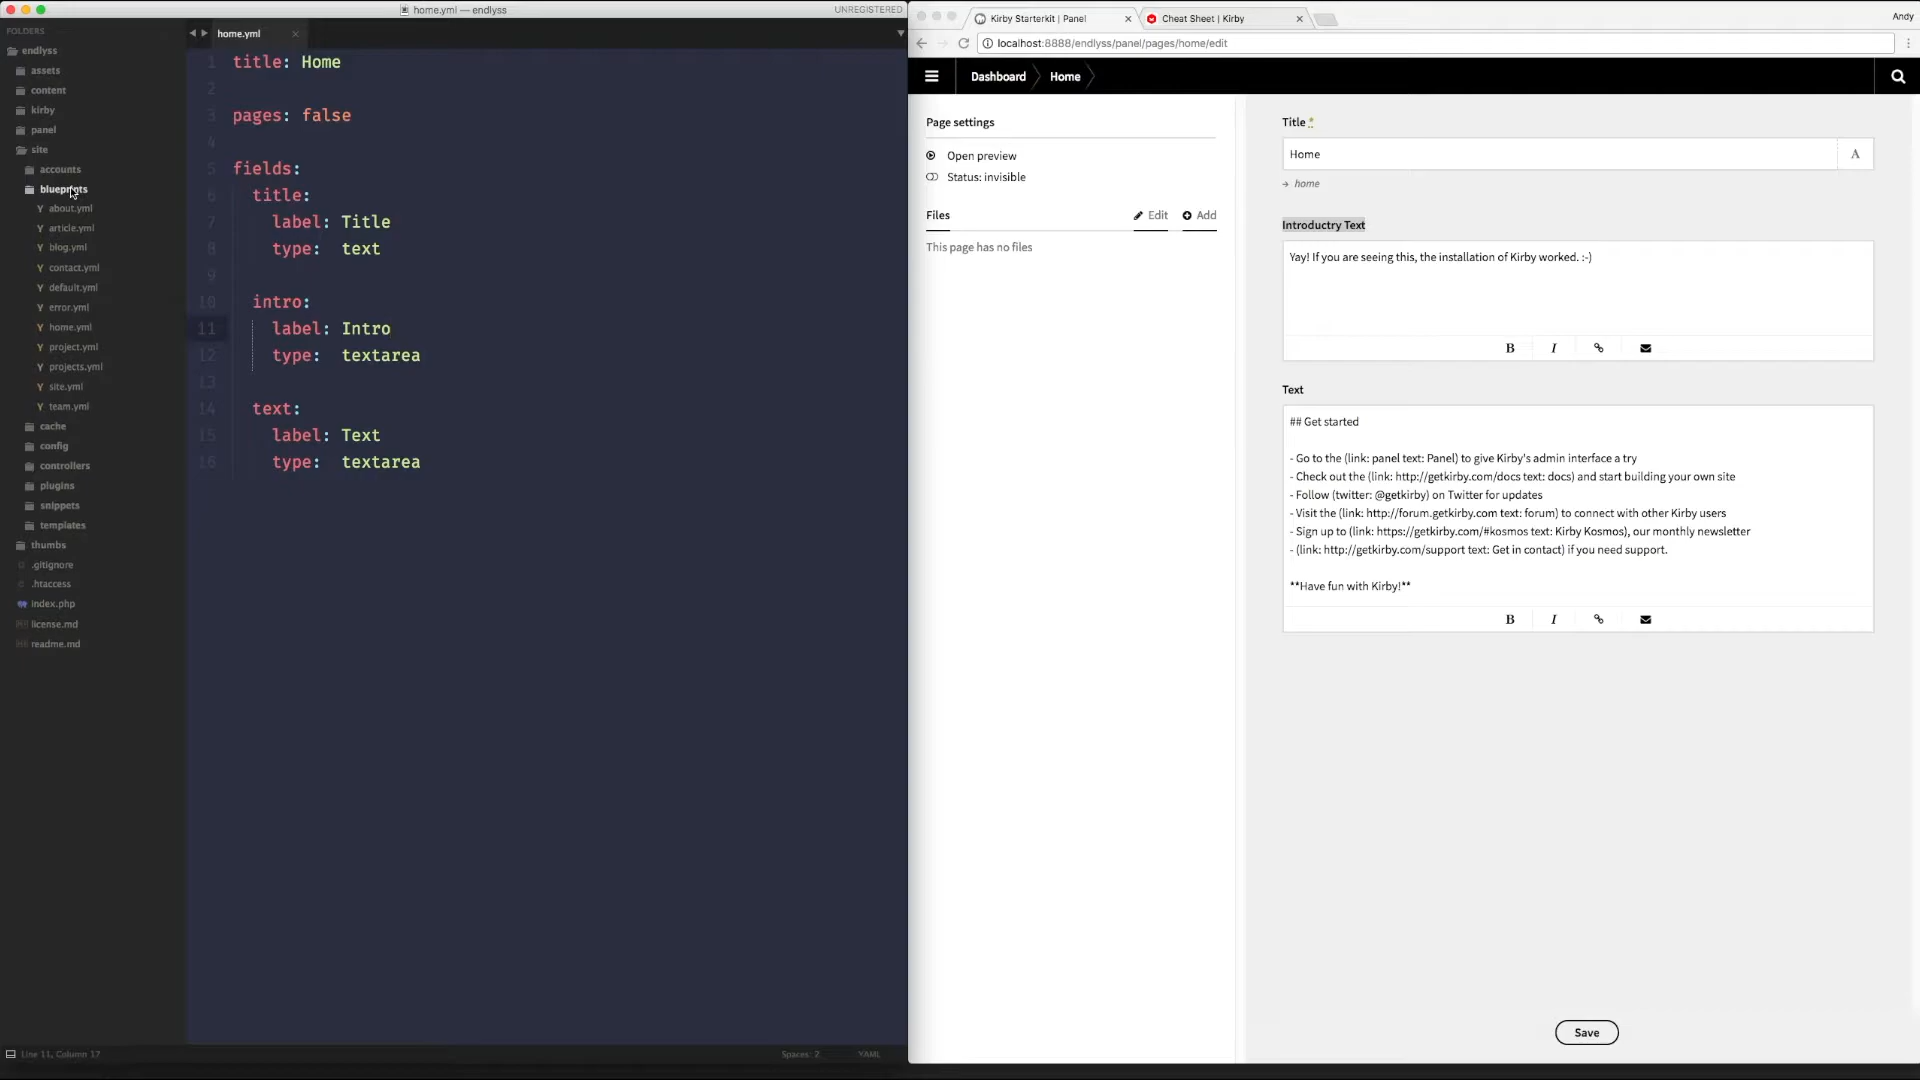 home.yml — endlyss
UNREGISTERED
FOLDERS
endlyss
assets
content
kirby
panel
site
accounts
blueprints
about.yml
article.yml
blog.yml
contact.yml
default.yml
error.yml
home.yml
project.yml
projects.yml
site.yml
team.yml
cache
config
controllers
plugins
snippets
templates
thumbs
.gitignore
.htaccess
index.php
license.md
readme.md
home.yml
1 title: Home
2
3 pages: false
4
5 fields:
6 title:
7 label: Title
8 type: text
9
10 intro:
11 label: Intro
12 type: textarea
13
14 text:
15 label: Text
16 type: textarea
Line 11, Column 17
Spaces: 2
YAML
Kirby Starterkit | Panel
Cheat Sheet | Kirby
Andy
localhost:8888/endlyss/panel/pages/home/edit
Dashboard
Home
Page settings
Open preview
Status: invisible
Files
Edit
Add
This page has no files
Title *
Home
A
→ home
Introductry Text
Yay! If you are seeing this, the installation of Kirby worked. :-)
B I
Text
## Get started
- Go to the (link: panel text: Panel) to give Kirby's admin interface a try
- Check out the (link: http://getkirby.com/docs text: docs) and start building your own site
- Follow (twitter: @getkirby) on Twitter for updates
- Visit the (link: http://forum.getkirby.com text: forum) to connect with other Kirby users
- Sign up to (link: https://getkirby.com/#kosmos text: Kirby Kosmos), our monthly newsletter
- (link: http://getkirby.com/support text: Get in contact) if you need support.
**Have fun with Kirby!**
B I
Save